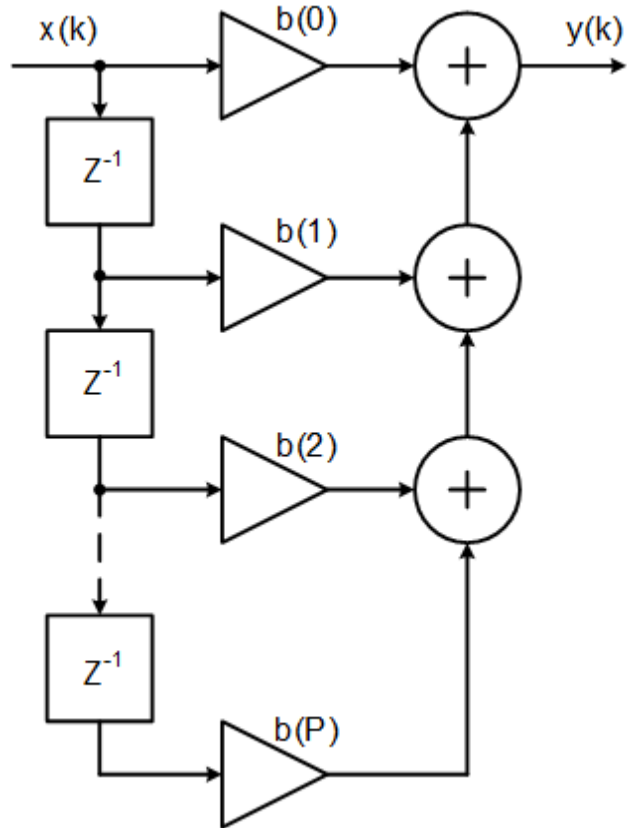 x(k)
b(0)
y(k)
+
Z⁻¹
b(1)
+
Z⁻¹
b(2)
+
Z⁻¹
b(P)